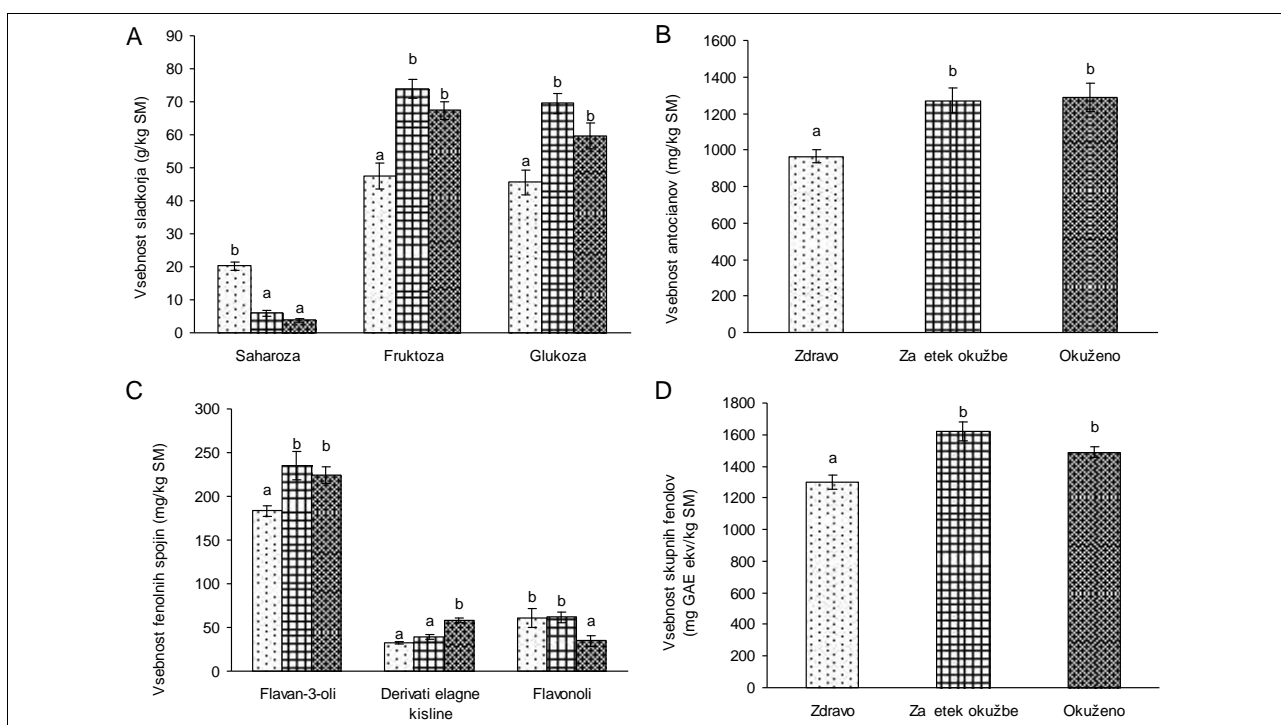 A
Vsebnost sladkorja (g/kg SM)
90
80
70
60
50
40
30
20
10
0
b
a
a
a
b
b
a
b
b
Saharoza
Fruktoza
Glukoza
B
Vsebnost antocianov (mg/kg SM)
1600
1400
1200
1000
800
600
400
200
0
a
b
b
Zdravo
Za etek okužbe
Okuženo
C
Vsebnost fenolnih spojin (mg/kg SM)
300
250
200
150
100
50
0
a
b
b
a
a
b
b
b
a
Flavan-3-oli
Derivati elagne
kisline
Flavonoli
D
Vsebnost skupnih fenolov
(mg GAE ekv/kg SM)
1800
1600
1400
1200
1000
800
600
400
200
0
a
b
b
Zdravo
Za etek okužbe
Okuženo